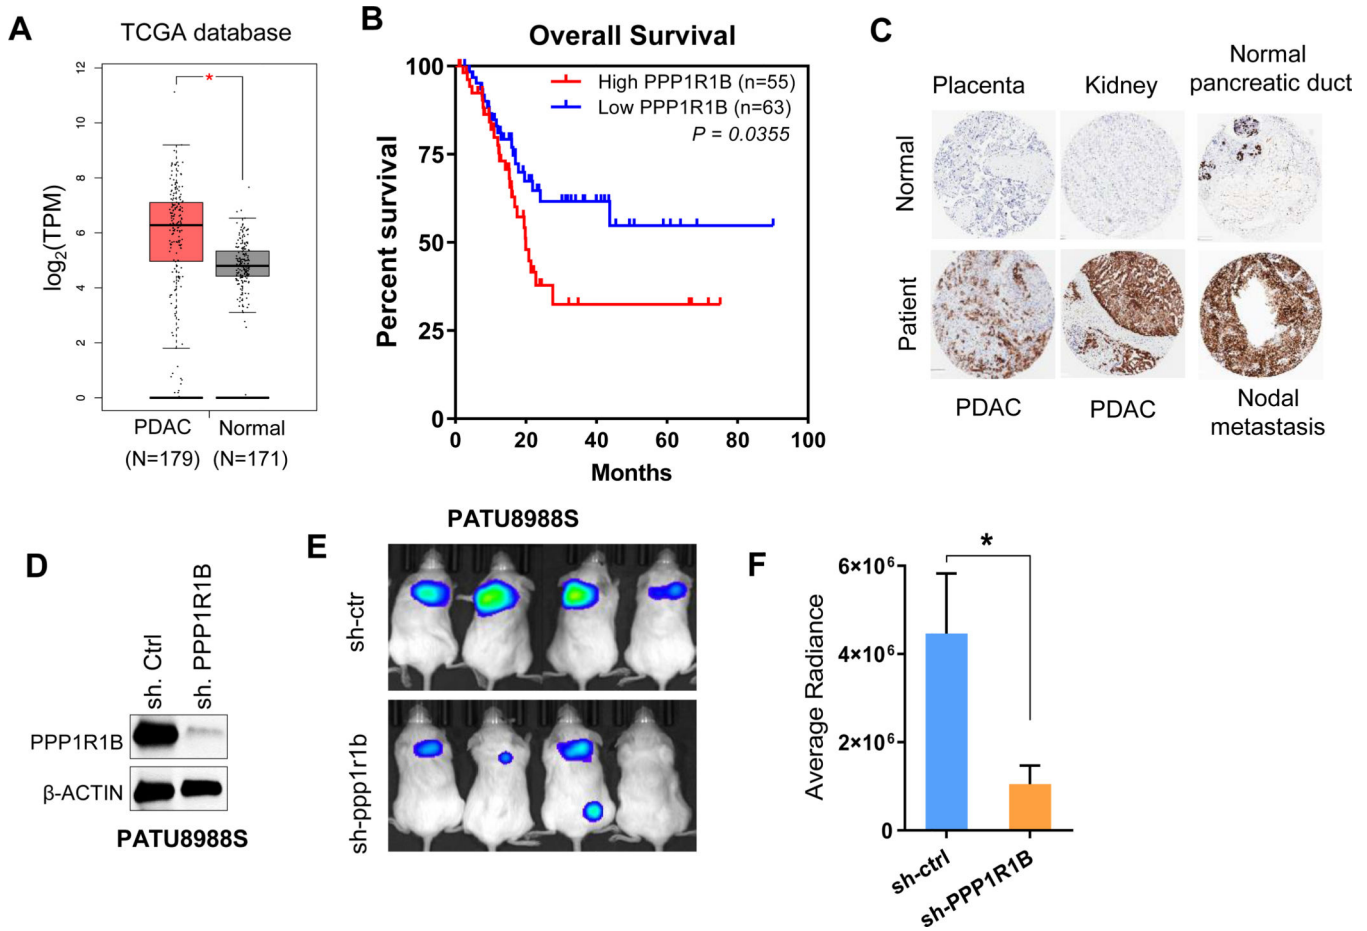 A
TCGA database
*
log2(TPM)
12
10
8
6
4
2
0
PDAC
Normal
(N=179)
(N=171)
B
Overall Survival
High PPP1R1B (n=55)
Low PPP1R1B (n=63)
P = 0.0355
Percent survival
100
75
50
25
0
0 20 40 60 80 100
Months
C
Placenta
Kidney
Normal
pancreatic duct
Normal
Patient
PDAC
PDAC
Nodal
metastasis
D
sh. Ctrl
sh. PPP1R1B
PPP1R1B
β-ACTIN
PATU8988S
E
PATU8988S
sh-ctr
sh-ppp1r1b
F
*
Average Radiance
6×10⁶
4×10⁶
2×10⁶
0
sh-ctrl
sh-PPP1R1B